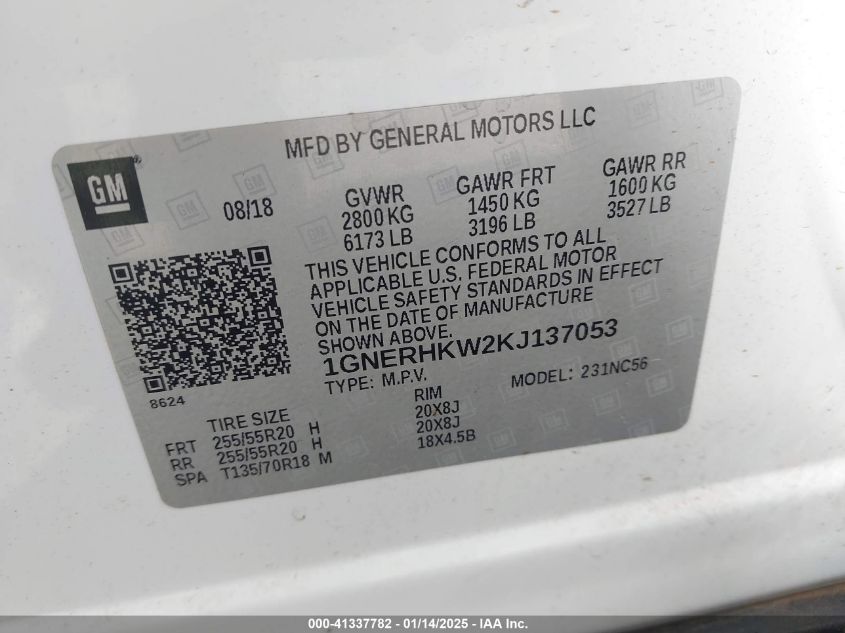 MFD BY GENERAL MOTORS LLC
GM ®
08/18
GVWR GAWR FRT GAWR RR
2800 KG 1450 KG 1600 KG
6173 LB 3196 LB 3527 LB
THIS VEHICLE CONFORMS TO ALL
APPLICABLE U.S. FEDERAL MOTOR
VEHICLE SAFETY STANDARDS IN EFFECT
ON THE DATE OF MANUFACTURE
SHOWN ABOVE.
1GNERHKW2KJ137053
TYPE: M.P.V. MODEL: 231NC56
8624
TIRE SIZE RIM
FRT 255/55R20 H 20X8J
RR 255/55R20 H 20X8J
SPA T135/70R18 M 18X4.5B
000-41337782 - 01/14/2025 - IAA Inc.